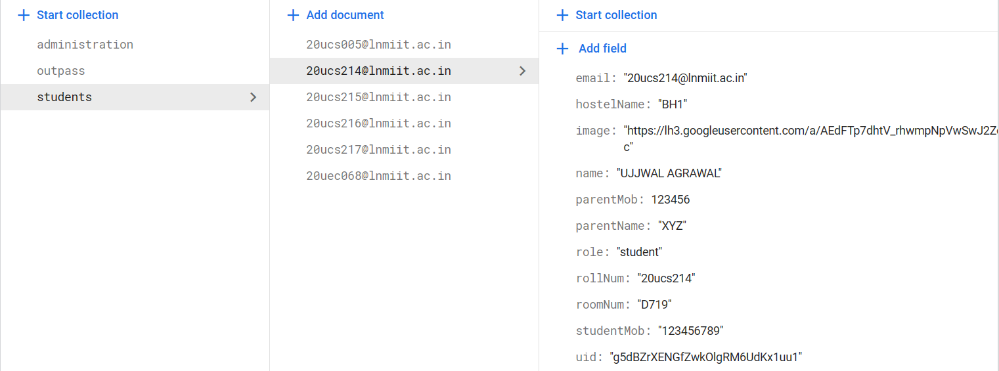 Start collection
administration
outpass
students
Add document
20ucs005@lnmiit.ac.in
20ucs214@lnmiit.ac.in
20ucs215@lnmiit.ac.in
20ucs216@lnmiit.ac.in
20ucs217@lnmiit.ac.in
20uec068@lnmiit.ac.in
Start collection
Add field
email: "20ucs214@lnmiit.ac.in"
hostelName: "BH1"
image: "https://lh3.googleusercontent.com/a/AEdFTp7dhtV_rhwmpNpVwSwJ2Z
c"
name: "UJJWAL AGRAWAL"
parentMob: 123456
parentName: "XYZ"
role: "student"
rollNum: "20ucs214"
roomNum: "D719"
studentMob: "123456789"
uid: "g5dBZrXENGfZwkOlgRM6UdKx1uu1"